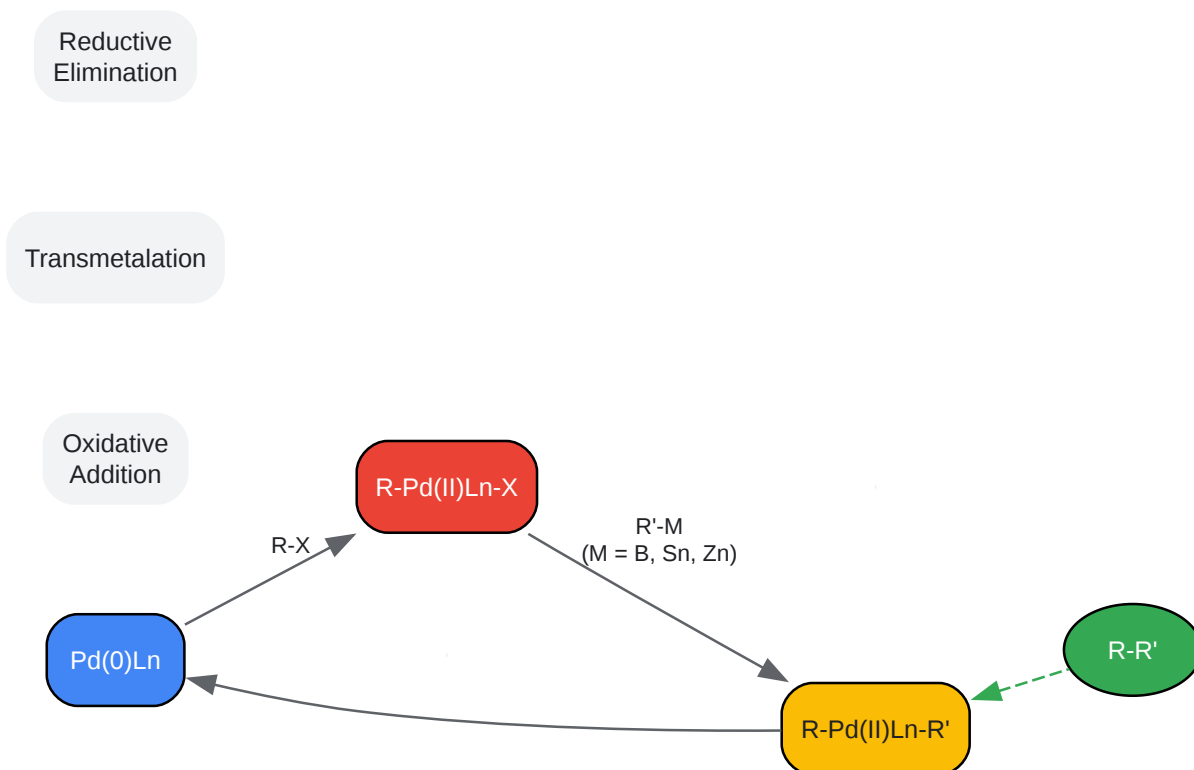 Reductive
Elimination
Transmetalation
Oxidative
Addition
R-Pd(II)Ln-X
R'-M
(M = B, Sn, Zn)
R-X
Pd(0)Ln
R-R'
R-Pd(II)Ln-R'